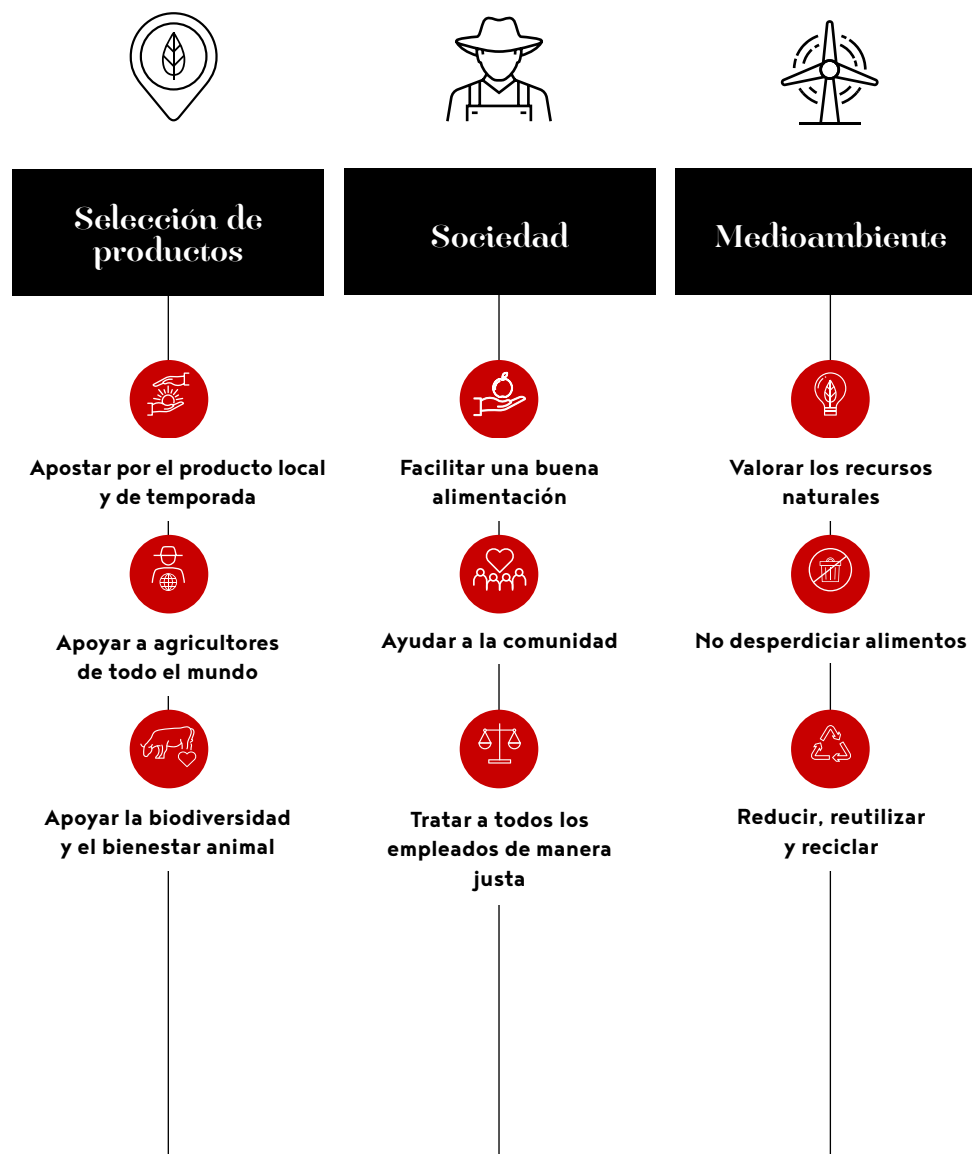 Selección de
productos
Apostar por el producto local
y de temporada
Apoyar a agricultores
de todo el mundo
Apoyar la biodiversidad
y el bienestar animal
Sociedad
Facilitar una buena
alimentación
Ayudar a la comunidad
Tratar a todos los
empleados de manera
justa
Medioambiente
Valorar los recursos
naturales
No desperdiciar alimentos
Reducir, reutilizar
y reciclar